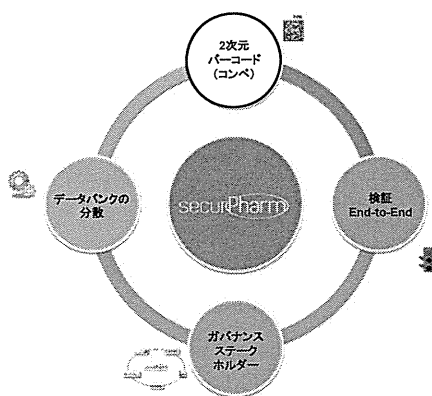 2次元
バーコード
(コンペ)
データバンクの
分散
securPharm
検証
End-to-End
ガバナンス
ステーク
ホルダー